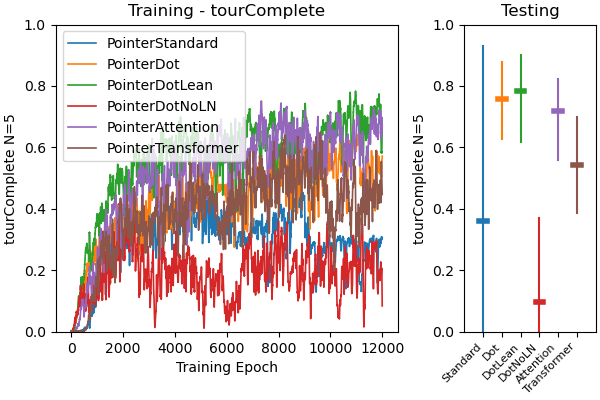 Training - tourComplete
tourComplete N=5
1.0
0.8
0.6
0.4
0.2
0.0
PointerStandard
PointerDot
PointerDotLean
PointerDotNoLN
PointerAttention
PointerTransformer
0 2000 4000 6000 8000 10000 12000
Training Epoch
Testing
tourComplete N=5
1.0
0.8
0.6
0.4
0.2
0.0
Standard
Dot
DotLean
DotNoLN
Attention
Transformer